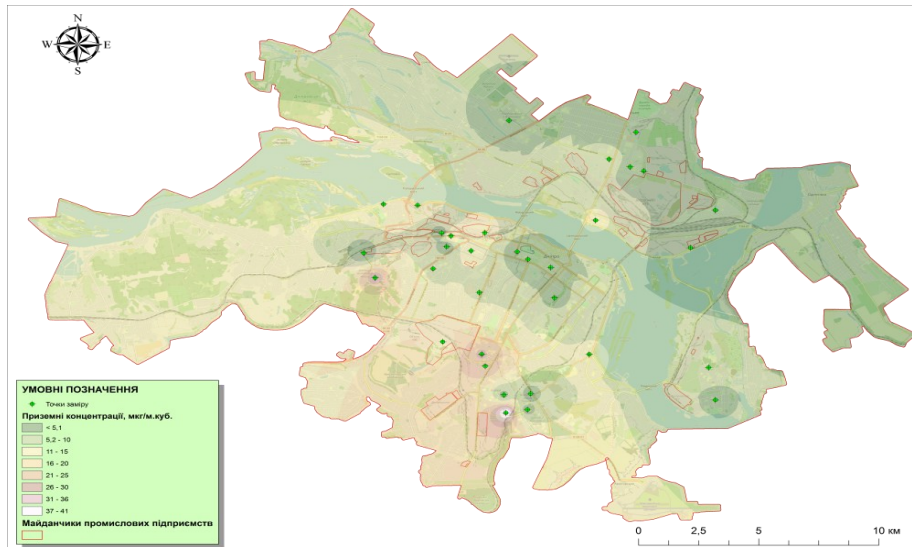 N
W E
S
УМОВНІ ПОЗНАЧЕННЯ
Точки заміру
Приземні концентрації, мкг/м.куб.
< 5,1
5,2 - 10
11 - 15
16 - 20
21 - 25
26 - 30
31 - 36
37 - 41
Майданчики промислових підприємств
0 2,5 5 10 км